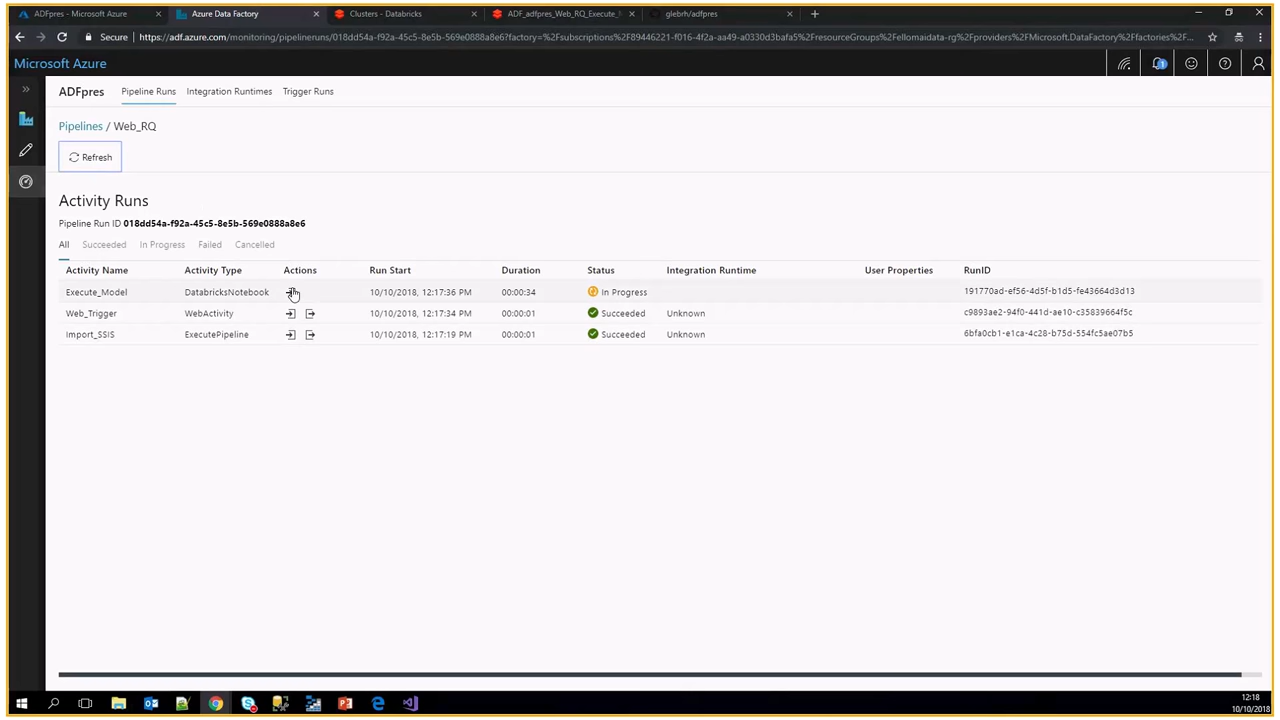 ADFpres - Microsoft Azure
Azure Data Factory
Clusters - Databricks
ADF_adfpres_Web_RQ_Execute_
glebrh/adfpres
Secure
https://adf.azure.com/monitoring/pipelineruns/018dd54a-f92a-45c5-8e5b-569e0888a8e6?factory=%2Fsubscriptions%2F89446221-f016-4f2a-aa49-a0330d3bafa5%2FresourceGroups%2Fellomaidata-rg%2Fproviders%2FMicrosoft.DataFactory%2Ffactories%2F...
Microsoft Azure
1
ADFpres
Pipeline Runs
Integration Runtimes
Trigger Runs
Pipelines / Web_RQ
Refresh
Activity Runs
Pipeline Run ID 018dd54a-f92a-45c5-8e5b-569e0888a8e6
All Succeeded In Progress Failed Cancelled
Activity Name Activity Type Actions Run Start Duration Status Integration Runtime User Properties RunID
Execute_Model DatabricksNotebook 10/10/2018, 12:17:36 PM 00:00:34 In Progress 191770ad-ef56-4d5f-b1d5-fe43664d3d13
Web_Trigger WebActivity 10/10/2018, 12:17:34 PM 00:00:01 Succeeded Unknown c9893ae2-94f0-441d-ae10-c35839664f5c
Import_SSIS ExecutePipeline 10/10/2018, 12:17:19 PM 00:00:01 Succeeded Unknown 6bfa0cb1-e1ca-4c28-b75d-554fc5ae07b5
12:18
10/10/2018